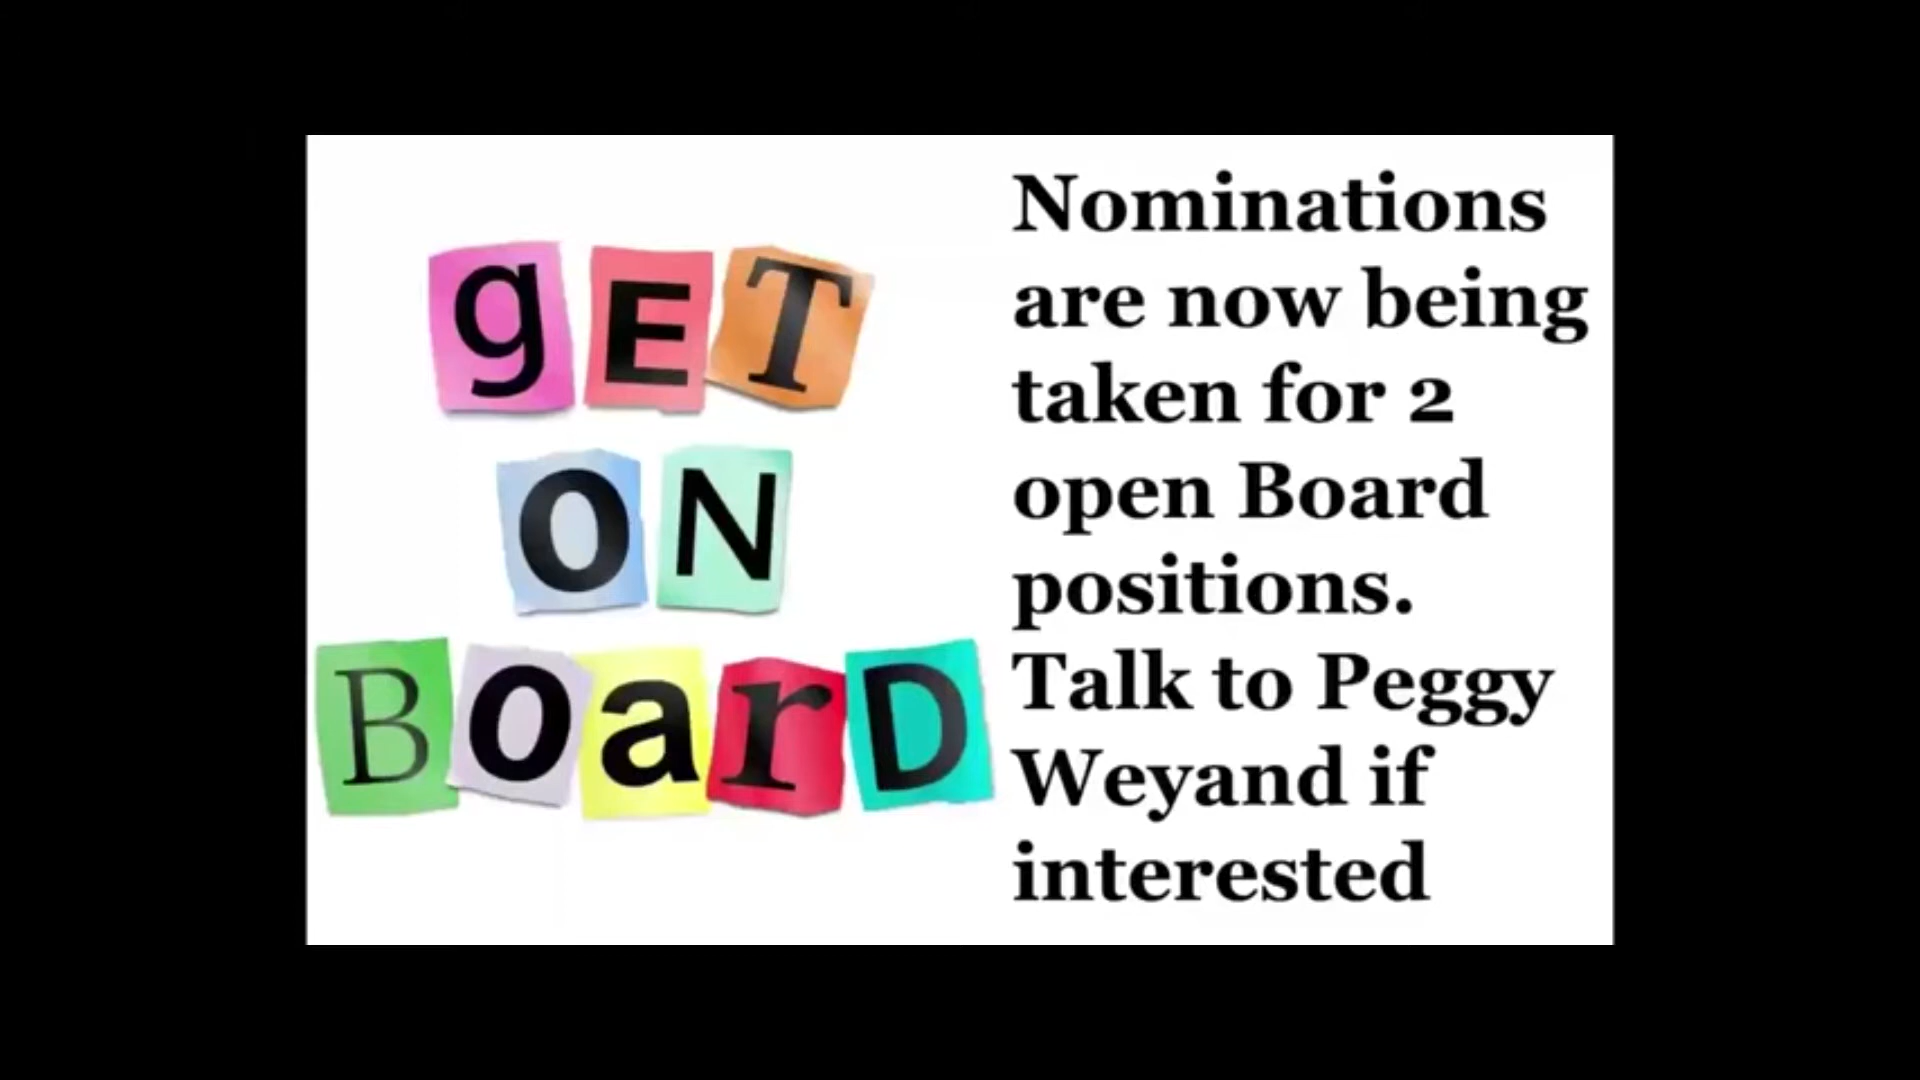 gET
ON
BoarD
Nominations
are now being
taken for 2
open Board
positions.
Talk to Peggy
Weyand if
interested